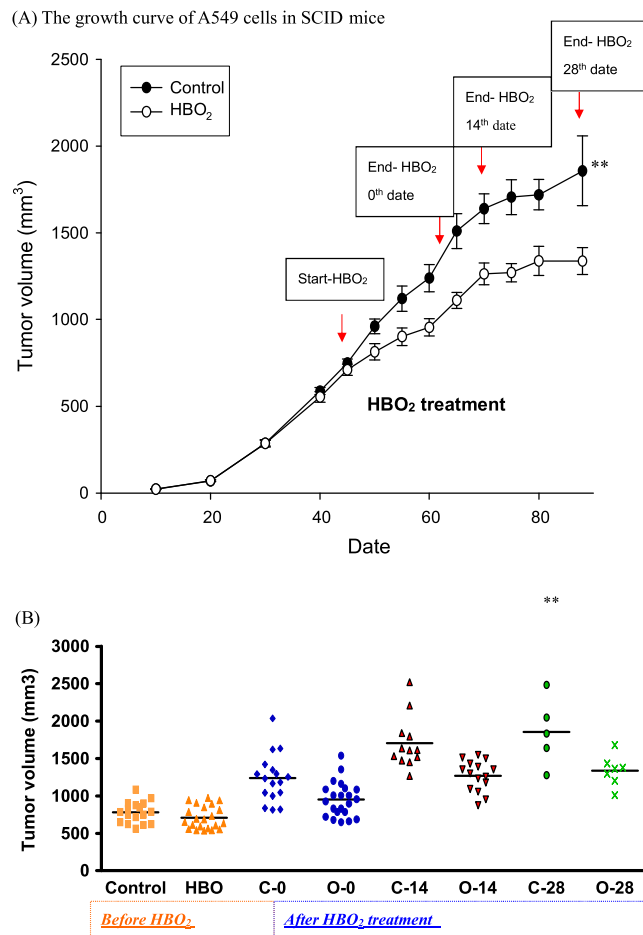 (A) The growth curve of A549 cells in SCID mice
2500
2000
1500
1000
500
0
Tumor volume (mm³)
Control
HBO₂
Start-HBO₂
End- HBO₂
0th date
End- HBO₂
14th date
End- HBO₂
28th date
**
HBO₂ treatment
0 20 40 60 80
Date
(B)
**
3000
2500
2000
1500
1000
500
0
Tumor volume (mm3)
Control HBO C-0 O-0 C-14 O-14 C-28 O-28
Before HBO₂ After HBO₂ treatment